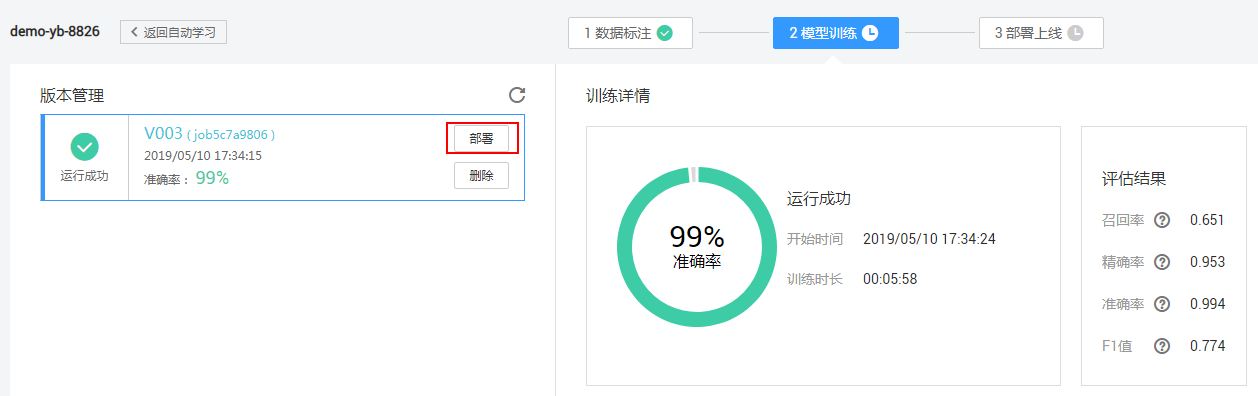 demo-yb-8826
返回自动学习
1 数据标注
2 模型训练
3 部署上线
版本管理
V003 ( job5c7a9806 )
部署
2019/05/10 17:34:15
运行成功
准确率： 99%
删除
训练详情
99%
准确率
运行成功
开始时间 2019/05/10 17:34:24
训练时长 00:05:58
评估结果
召回率 ? 0.651
精确率 ? 0.953
准确率 ? 0.994
F1值 ? 0.774